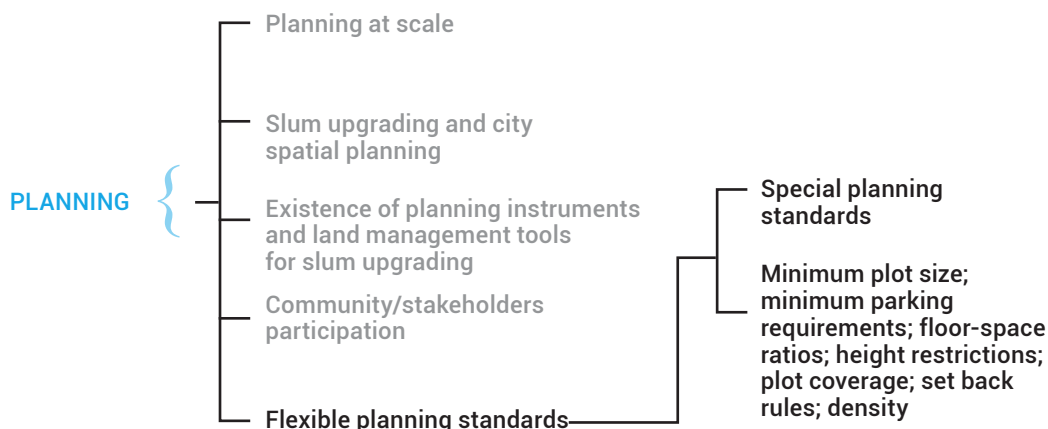 PLANNING
Planning at scale
Slum upgrading and city
spatial planning
Existence of planning instruments
and land management tools
for slum upgrading
Community/stakeholders
participation
Flexible planning standards
Special planning
standards
Minimum plot size;
minimum parking
requirements; floor-space
ratios; height restrictions;
plot coverage; set back
rules; density